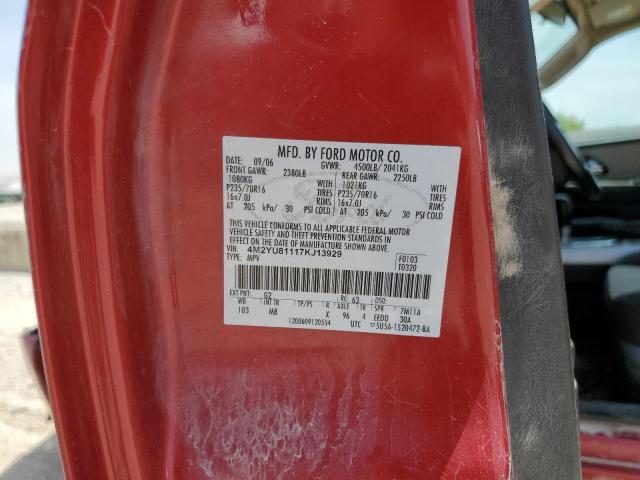 MFD. BY FORD MOTOR CO.
DATE: 09/06 GVWR: 4500LB/ 2041KG
FRONT GAWR: 2380LB REAR GAWR: 2250LB
1080KG WITH 1021KG WITH
P235/70R16 TIRES P235/70R16 TIRES
16x7.0J RIMS 16x7.0J RIMS
AT 205 kPa/ 30 PSI COLD AT 205 kPa/ 30 PSI COLD
THIS VEHICLE CONFORMS TO ALL APPLICABLE FEDERAL MOTOR
VEHICLE SAFETY AND THEFT PREVENTION STANDARDS IN
EFFECT ON THE DATE OF MANUFACTURE SHOWN ABOVE.
VIN: 4M2YU81117KJ13929 F0103
TYPE: MPV T0320
EXT PNT: G2 RC: 63 DSO:
WB INT TR TP/PS R AXLE TR SPR 7M11A
103 MB X 96 4 EEDD 30A
1200609120554 UTC ▽5U5A-1520472-BA